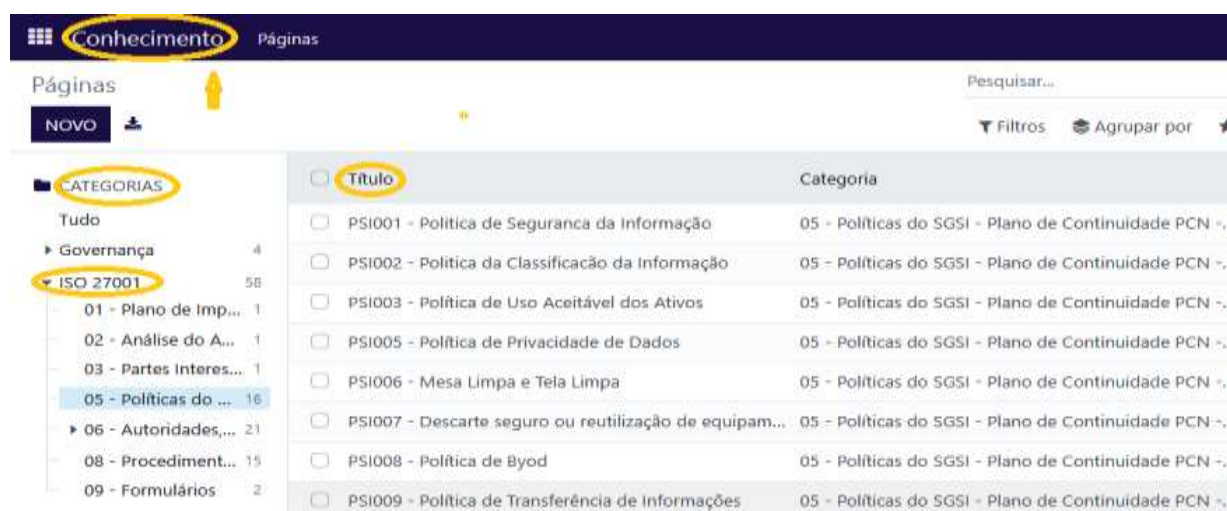 Conhecimento Páginas
Páginas
Pesquisar...
NOVO
Filtros Agrupar por
CATEGORIAS
Tudo
Governança 4
ISO 27001 58
01 - Plano de Imp... 1
02 - Análise do A... 1
03 - Partes Interes... 1
05 - Políticas do ... 16
06 - Autoridades,... 21
08 - Procediment... 15
09 - Formulários 2
Título Categoria
PSI001 - Politica de Seguranca da Informação 05 - Políticas do SGSI - Plano de Continuidade PCN -.
PSI002 - Politica da Classificacão da Informação 05 - Políticas do SGSI - Plano de Continuidade PCN -.
PSI003 - Política de Uso Aceitável dos Ativos 05 - Políticas do SGSI - Plano de Continuidade PCN -.
PSI005 - Política de Privacidade de Dados 05 - Políticas do SGSI - Plano de Continuidade PCN -.
PSI006 - Mesa Limpa e Tela Limpa 05 - Políticas do SGSI - Plano de Continuidade PCN -.
PSI007 - Descarte seguro ou reutilização de equipam... 05 - Políticas do SGSI - Plano de Continuidade PCN -.
PSI008 - Política de Byod 05 - Políticas do SGSI - Plano de Continuidade PCN -.
PSI009 - Política de Transferência de Informações 05 - Políticas do SGSI - Plano de Continuidade PCN -.